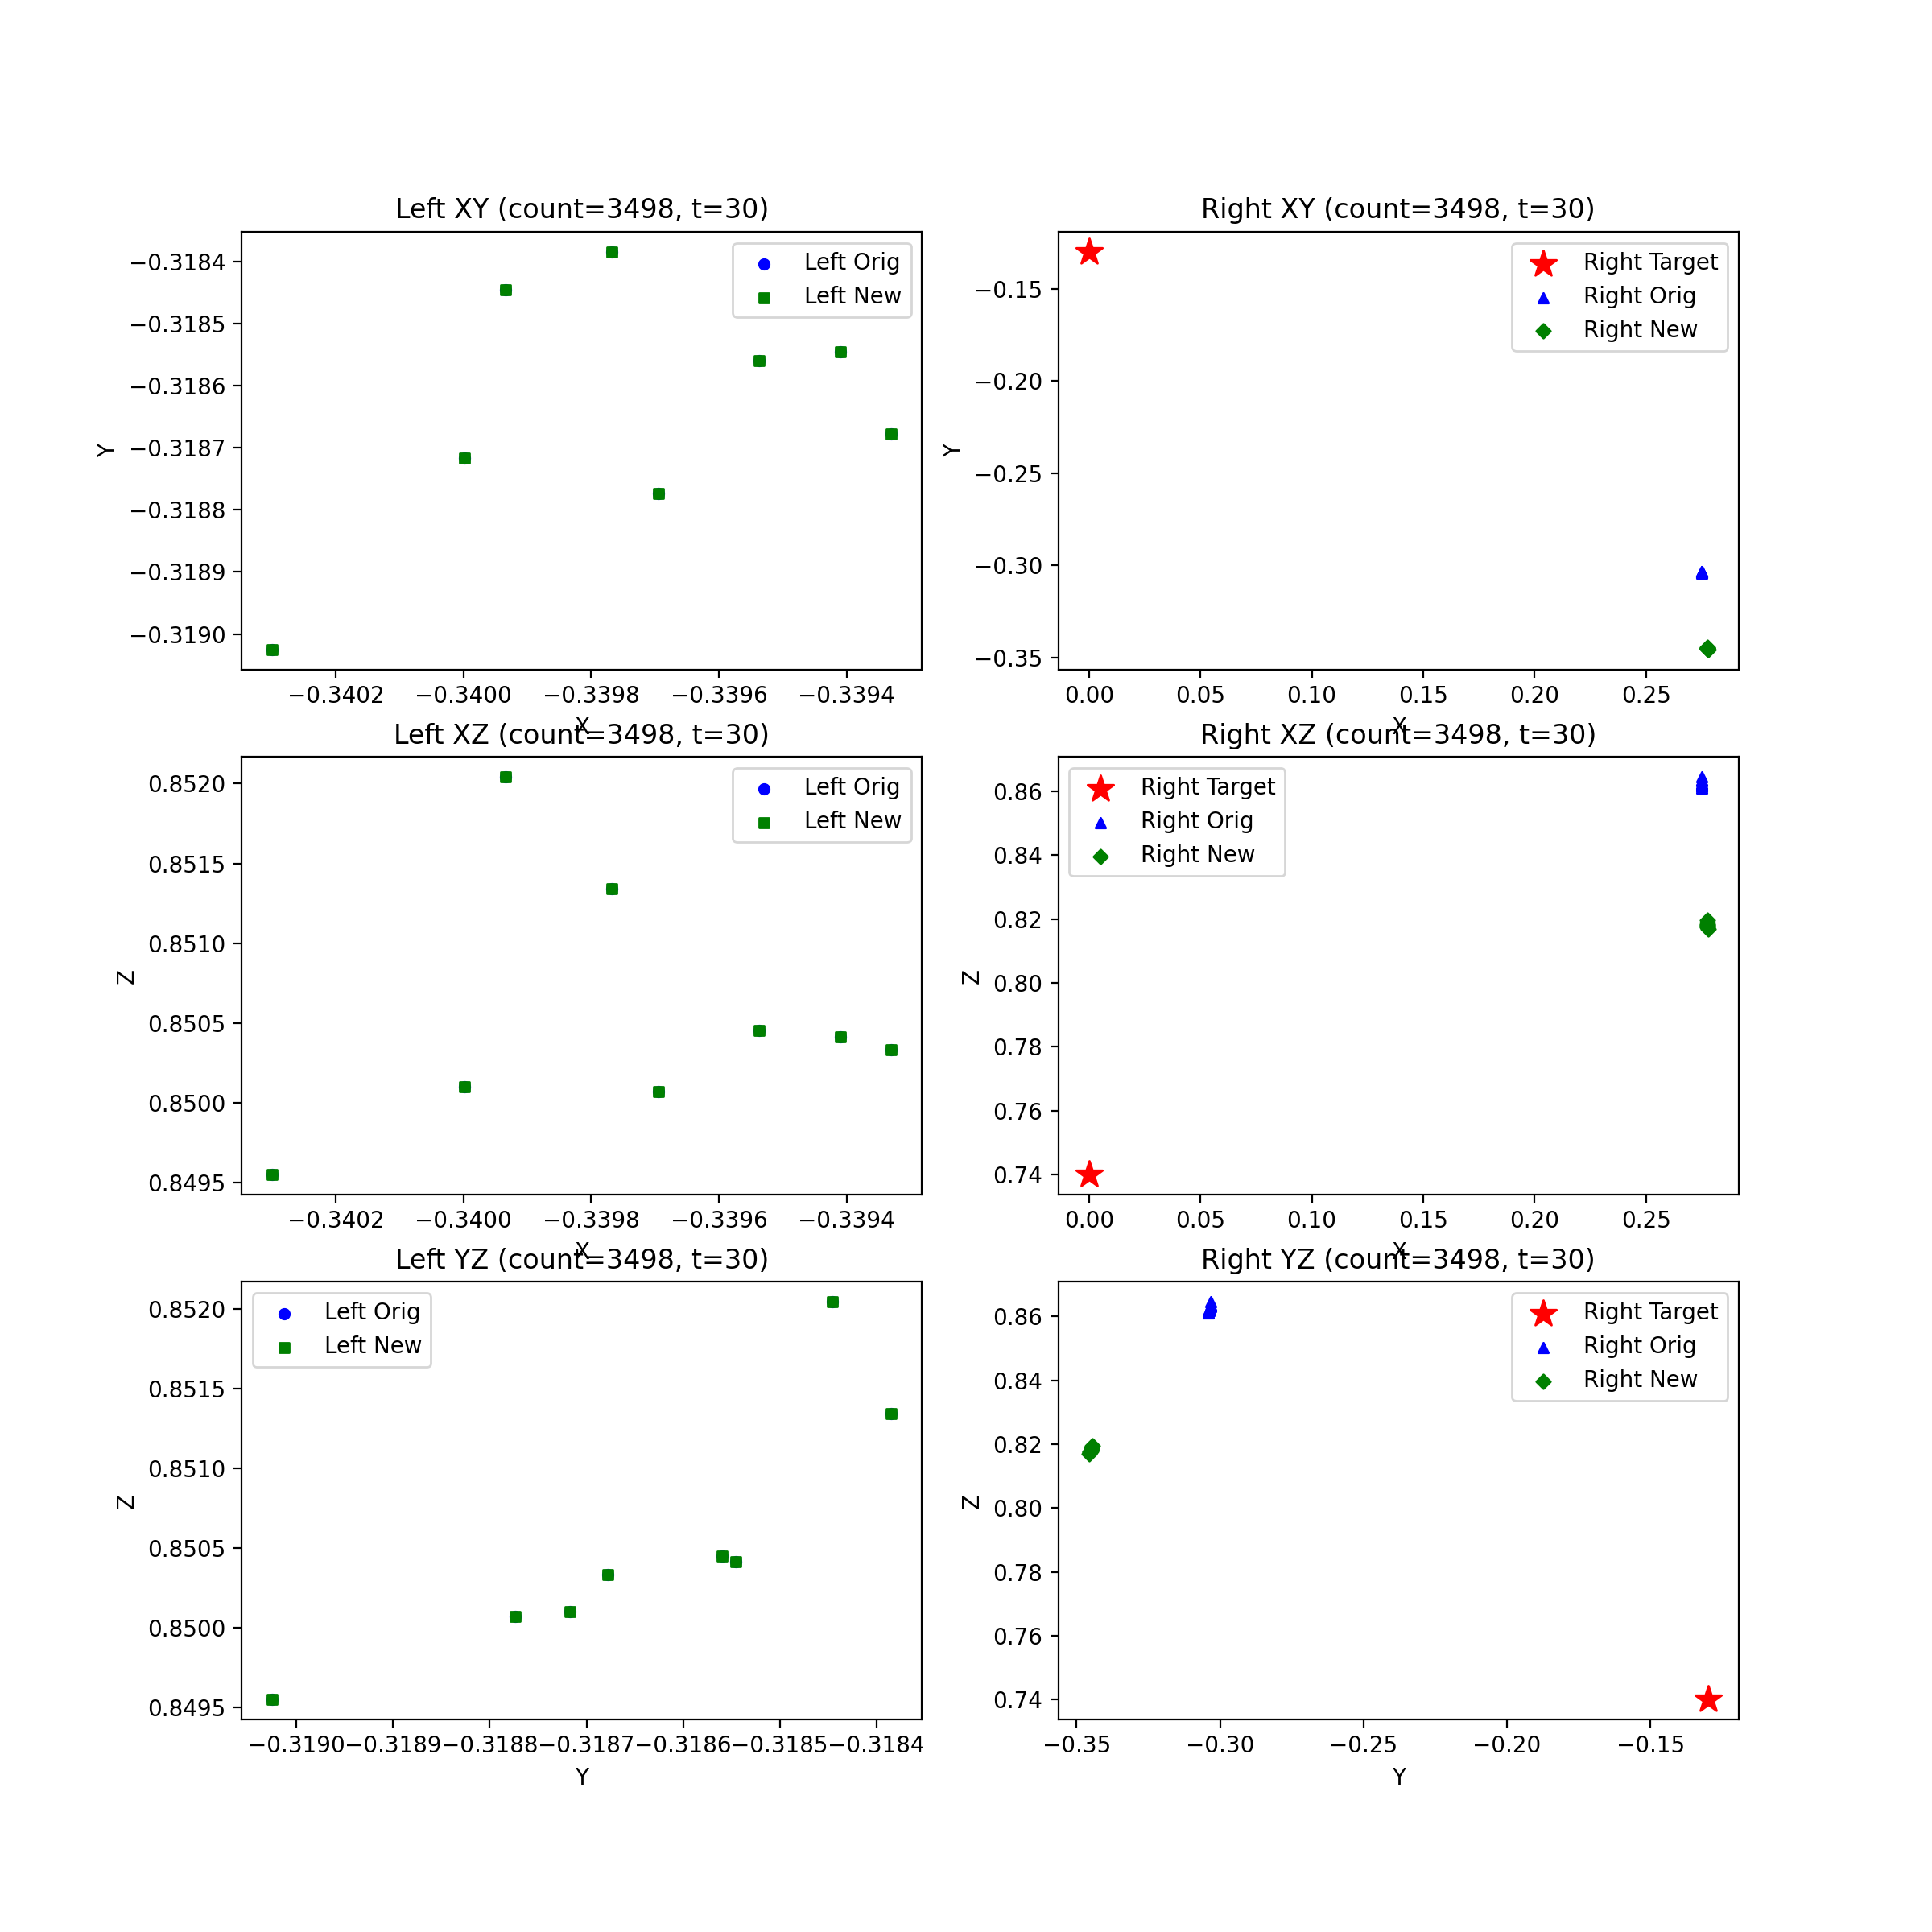 Left XY (count=3498, t=30)
Y
−0.3184
−0.3185
−0.3186
−0.3187
−0.3188
−0.3189
−0.3190
Left Orig
Left New
−0.3402 −0.3400 −0.3398 −0.3396 −0.3394
X
Right XY (count=3498, t=30)
Y
−0.15
−0.20
−0.25
−0.30
−0.35
Right Target
Right Orig
Right New
0.00 0.05 0.10 0.15 0.20 0.25
X
Left XZ (count=3498, t=30)
Z
0.8520
0.8515
0.8510
0.8505
0.8500
0.8495
Left Orig
Left New
−0.3402 −0.3400 −0.3398 −0.3396 −0.3394
X
Right XZ (count=3498, t=30)
Z
0.86
0.84
0.82
0.80
0.78
0.76
0.74
Right Target
Right Orig
Right New
0.00 0.05 0.10 0.15 0.20 0.25
X
Left YZ (count=3498, t=30)
Z
0.8520
0.8515
0.8510
0.8505
0.8500
0.8495
Left Orig
Left New
−0.3190 −0.3189 −0.3188 −0.3187 −0.3186 −0.3185 −0.3184
Y
Right YZ (count=3498, t=30)
Z
0.86
0.84
0.82
0.80
0.78
0.76
0.74
Right Target
Right Orig
Right New
−0.35 −0.30 −0.25 −0.20 −0.15
Y